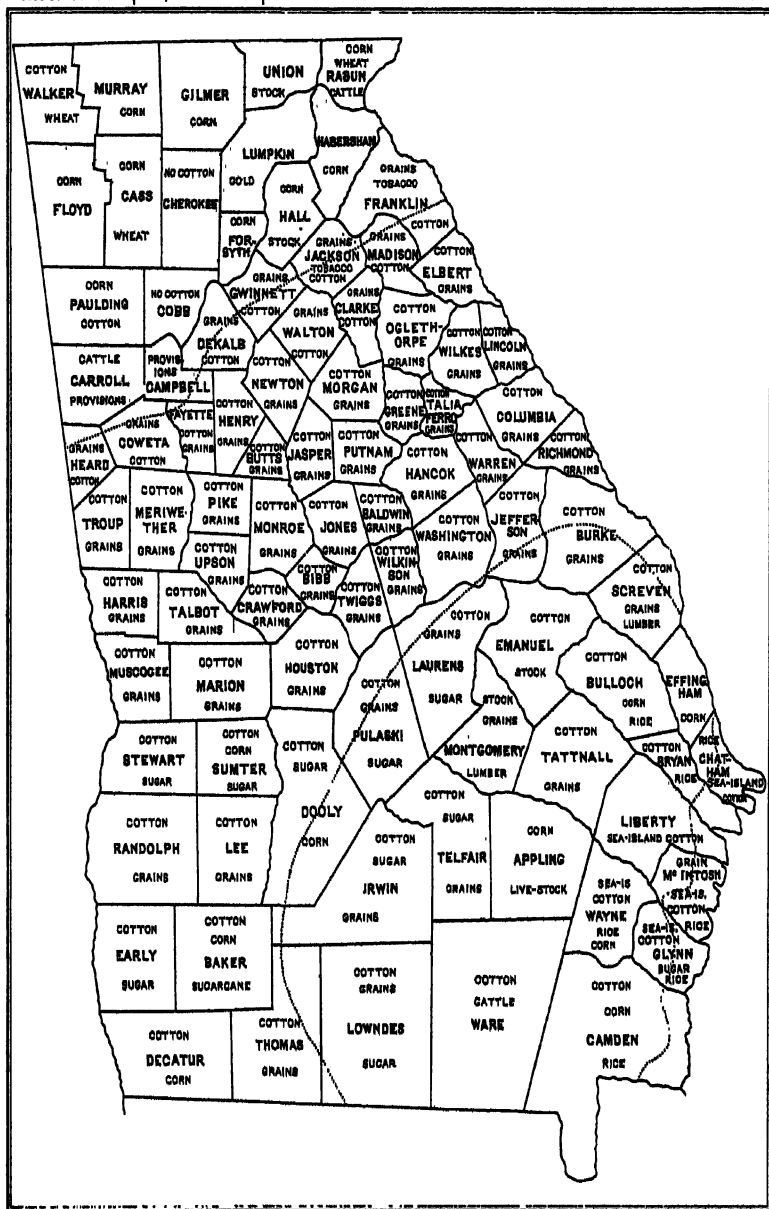 COTTON
WALKER
WHEAT
MURRAY
CORN
GILMER
CORN
UNION
STOCK
CORN
WHEAT
RABUN
CATTLE
CORN
FLOYD
CORN
CASS
WHEAT
NO COTTON
CHEROKEE
LUMPKIN
GOLD
HABERSHAM
CORN
CORN
FOR-
SYTH
CORN
HALL
STOCK
GRAINS
TOBACCO
FRANKLIN
COTTON
GRAINS
JACKSON
TOBACCO
COTTON
GRAINS
MADISON
COTTON
COTTON
ELBERT
GRAINS
CORN
PAULDING
COTTON
NO COTTON
COBB
GRAINS
DEKALB
COTTON
GRAINS
GWINNETT
COTTON
GRAINS
WALTON
COTTON
GRAINS
CLARKE
COTTON
COTTON
OGLETH-
ORPE
GRAINS
COTTON
WILKES
GRAINS
COTTON
LINCOLN
GRAINS
CATTLE
CARROLL
PROVISIONS
PROVIS-
IONS
CAMPBELL
GRAINS
COWETA
COTTON
FAYETTE
COTTON
GRAINS
COTTON
HENRY
GRAINS
COTTON
NEWTON
GRAINS
COTTON
MORGAN
GRAINS
COTTON
GREENE
GRAINS
COTTON
TALIA
FERRO
GRAINS
COTTON
COLUMBIA
GRAINS
GRAINS
HEARD
COTTON
COTTON
BUTTS
GRAINS
COTTON
JASPER
GRAINS
COTTON
PUTNAM
GRAINS
COTTON
HANCOK
GRAINS
COTTON
WARREN
GRAINS
COTTON
RICHMOND
GRAINS
COTTON
TROUP
GRAINS
COTTON
MERIWE-
THER
GRAINS
COTTON
PIKE
GRAINS
COTTON
UPSON
GRAINS
COTTON
MONROE
GRAINS
COTTON
JONES
GRAINS
COTTON
BALDWIN
GRAINS
COTTON
WASHINGTON
GRAINS
COTTON
JEFFER-
SON
GRAINS
COTTON
BURKE
GRAINS
COTTON
HARRIS
GRAINS
COTTON
TALBOT
GRAINS
COTTON
CRAWFORD
GRAINS
COTTON
BIBB
GRAINS
COTTON
TWIGGS
GRAINS
COTTON
WILKIN-
SON
GRAINS
COTTON
SCREVEN
GRAINS
LUMBER
COTTON
MUSCOGEE
GRAINS
COTTON
MARION
GRAINS
COTTON
HOUSTON
GRAINS
COTTON
GRAINS
PULASKI
SUGAR
COTTON
GRAINS
LAURENS
SUGAR
COTTON
EMANUEL
STOCK
COTTON
BULLOCH
CORN
RICE
EFFING
HAM
CORN
COTTON
STEWART
SUGAR
COTTON
CORN
SUMTER
SUGAR
COTTON
SUGAR
DOOLY
CORN
STOCK
GRAINS
MONTGOMERY
LUMBER
COTTON
TATTNALL
GRAINS
COTTON
BRYAN
RICE
RICE
CHAT-
HAM
SEA-ISLAND
COTTON
COTTON
RANDOLPH
GRAINS
COTTON
LEE
GRAINS
COTTON
SUGAR
IRWIN
GRAINS
COTTON
SUGAR
TELFAIR
GRAINS
CORN
APPLING
LIVE-STOCK
LIBERTY
SEA-ISLAND COTTON
GRAIN
Mc INTOSH
SEA-IS.
COTTON
RICE
COTTON
EARLY
SUGAR
COTTON
CORN
BAKER
SUGARCANE
SEA-IS
COTTON
WAYNE
RICE
CORN
SEA-IS.
COTTON
GLYNN
SUGAR
RICE
COTTON
DECATUR
CORN
COTTON
THOMAS
GRAINS
COTTON
GRAINS
LOWNDES
SUGAR
COTTON
CATTLE
WARE
COTTON
CORN
CAMDEN
RICE